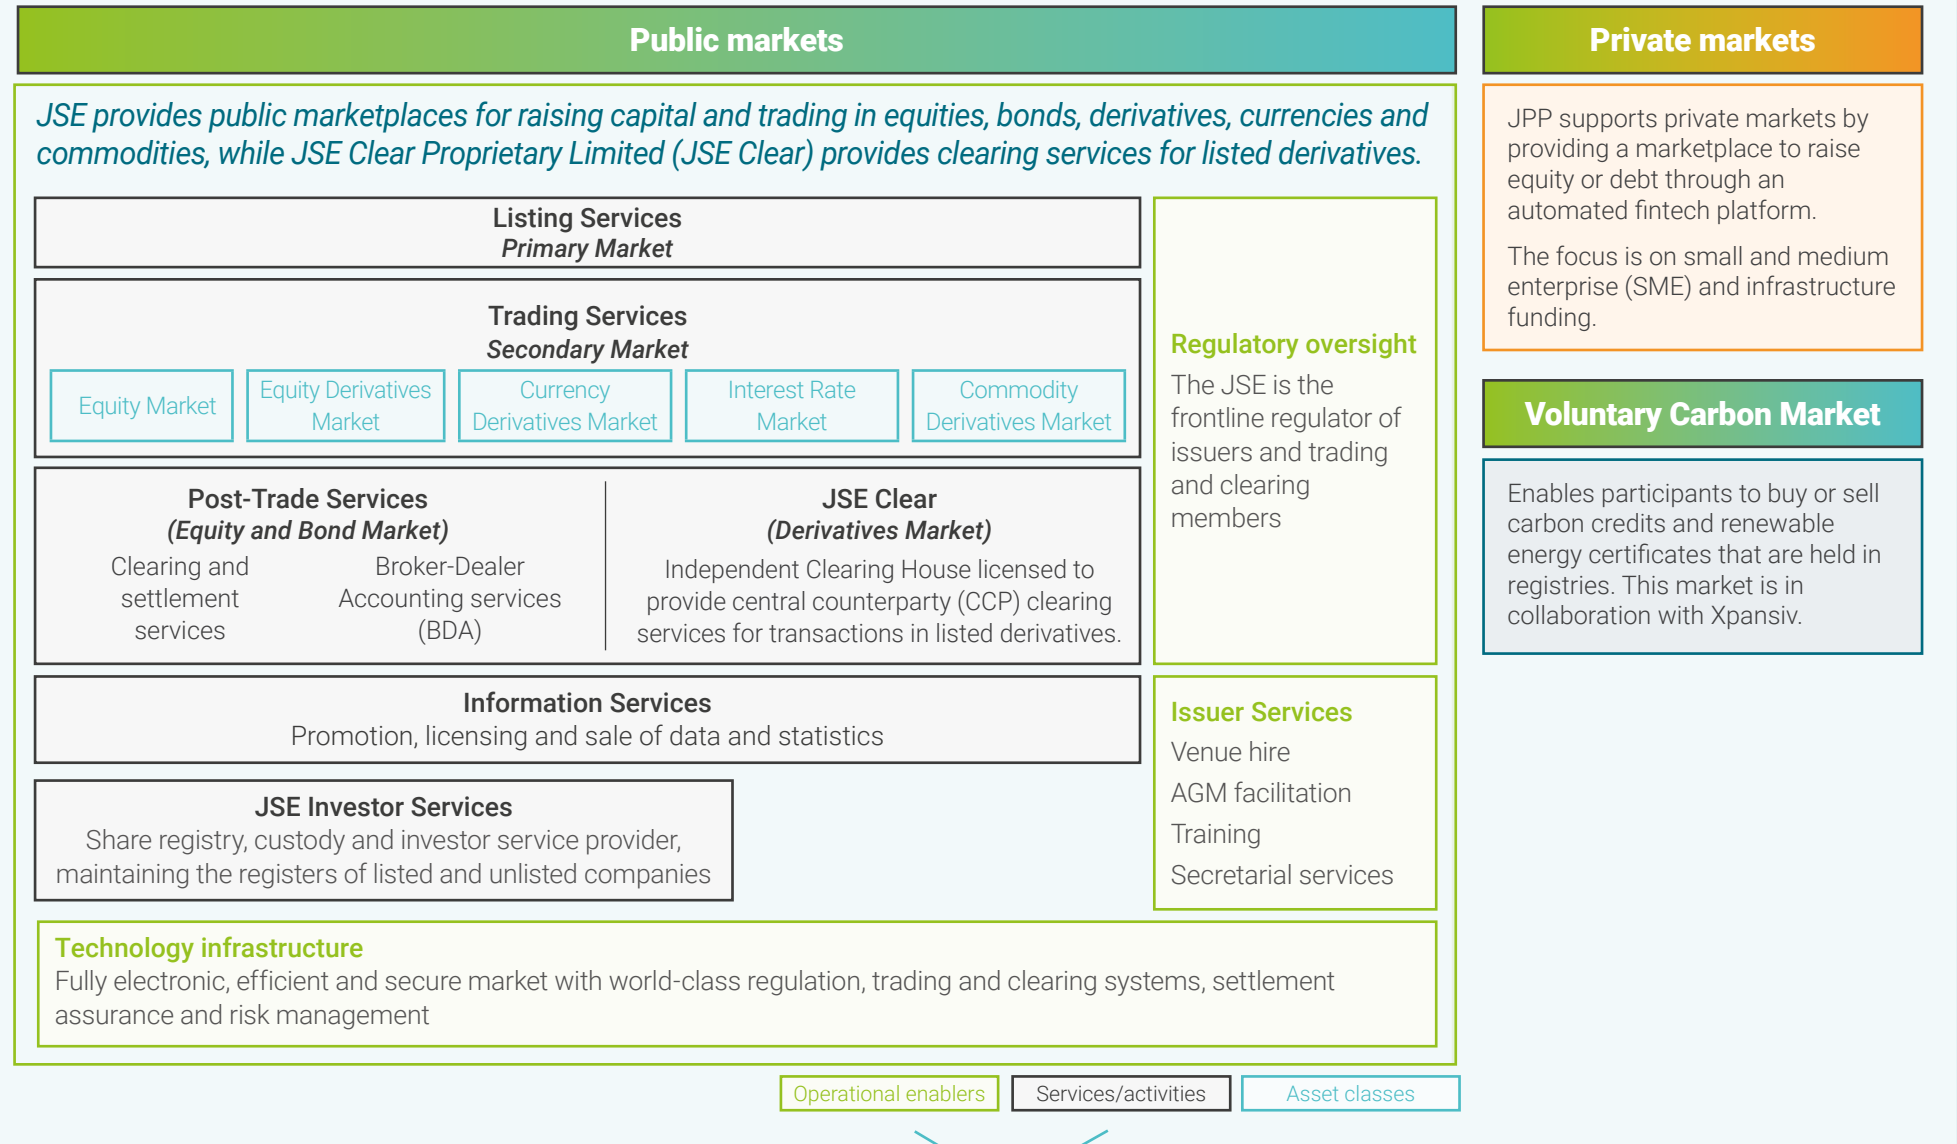 Public markets
JSE provides public marketplaces for raising capital and trading in equities, bonds, derivatives, currencies and
commodities, while JSE Clear Proprietary Limited (JSE Clear) provides clearing services for listed derivatives.
Listing Services
Primary Market
Trading Services
Secondary Market
Equity Market
Equity Derivatives
Market
Currency
Derivatives Market
Interest Rate
Market
Commodity
Derivatives Market
Post-Trade Services
(Equity and Bond Market)
Clearing and
settlement
services
Broker-Dealer
Accounting services
(BDA)
JSE Clear
(Derivatives Market)
Independent Clearing House licensed to
provide central counterparty (CCP) clearing
services for transactions in listed derivatives.
Information Services
Promotion, licensing and sale of data and statistics
JSE Investor Services
Share registry, custody and investor service provider,
maintaining the registers of listed and unlisted companies
Regulatory oversight
The JSE is the
frontline regulator of
issuers and trading
and clearing
members
Issuer Services
Venue hire
AGM facilitation
Training
Secretarial services
Technology infrastructure
Fully electronic, efficient and secure market with world-class regulation, trading and clearing systems, settlement
assurance and risk management
Operational enablers
Services/activities
Asset classes
Private markets
JPP supports private markets by
providing a marketplace to raise
equity or debt through an
automated fintech platform.
The focus is on small and medium
enterprise (SME) and infrastructure
funding.
Voluntary Carbon Market
Enables participants to buy or sell
carbon credits and renewable
energy certificates that are held in
registries. This market is in
collaboration with Xpansiv.